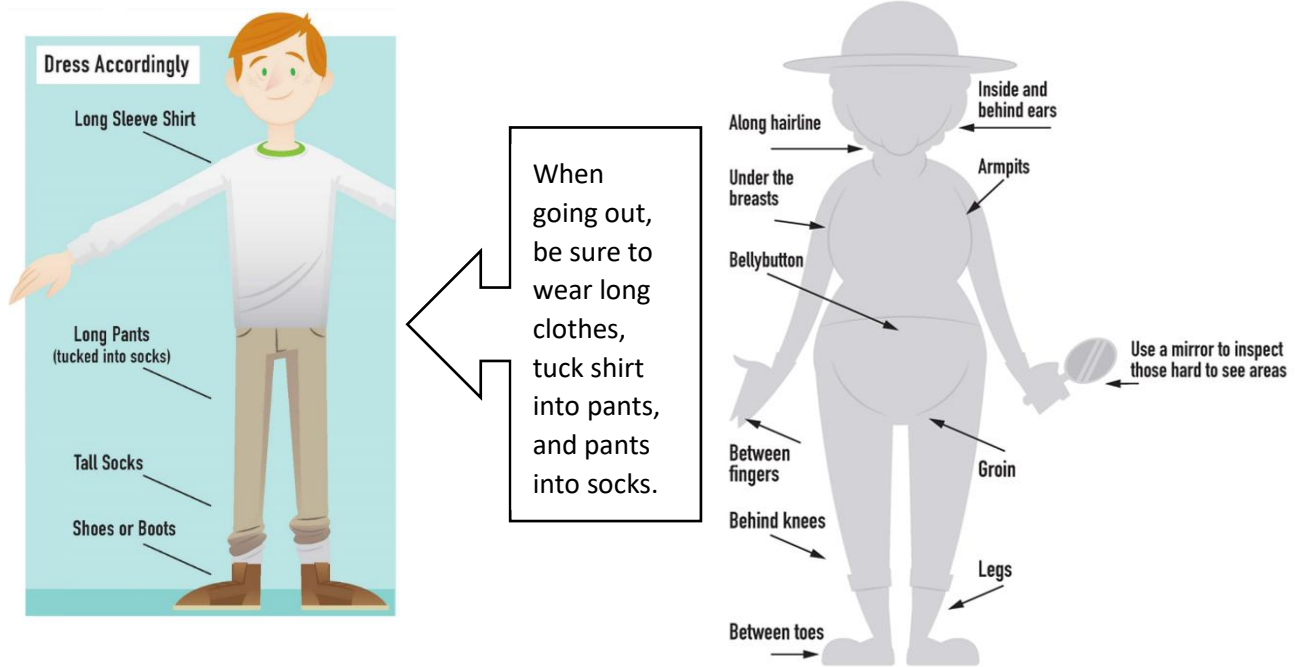 Dress Accordingly
Long Sleeve Shirt
Long Pants
(tucked into socks)
Tall Socks
Shoes or Boots
When
going out,
be sure to
wear long
clothes,
tuck shirt
into pants,
and pants
into socks.
Along hairline
Inside and
behind ears
Under the
breasts
Armpits
Bellybutton
Use a mirror to inspect
those hard to see areas
Between
fingers
Groin
Behind knees
Legs
Between toes